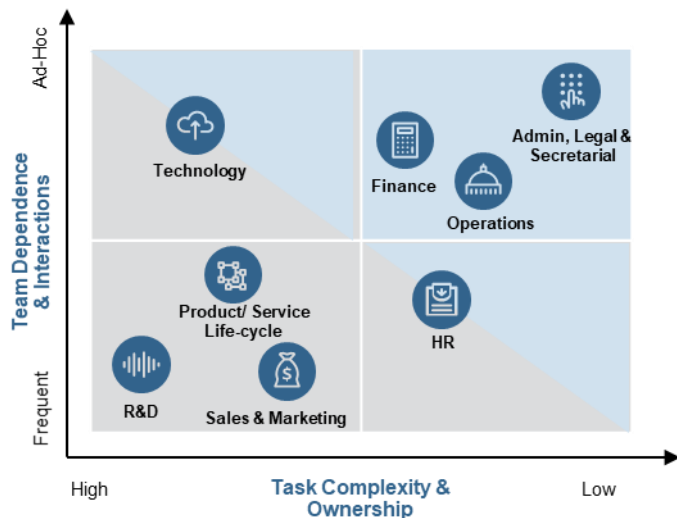 Ad-Hoc
Team Dependence
& Interactions
Frequent
Technology
Finance
Operations
Admin, Legal &
Secretarial
Product/ Service
Life-cycle
HR
R&D
$
Sales & Marketing
High
Task Complexity &
Ownership
Low